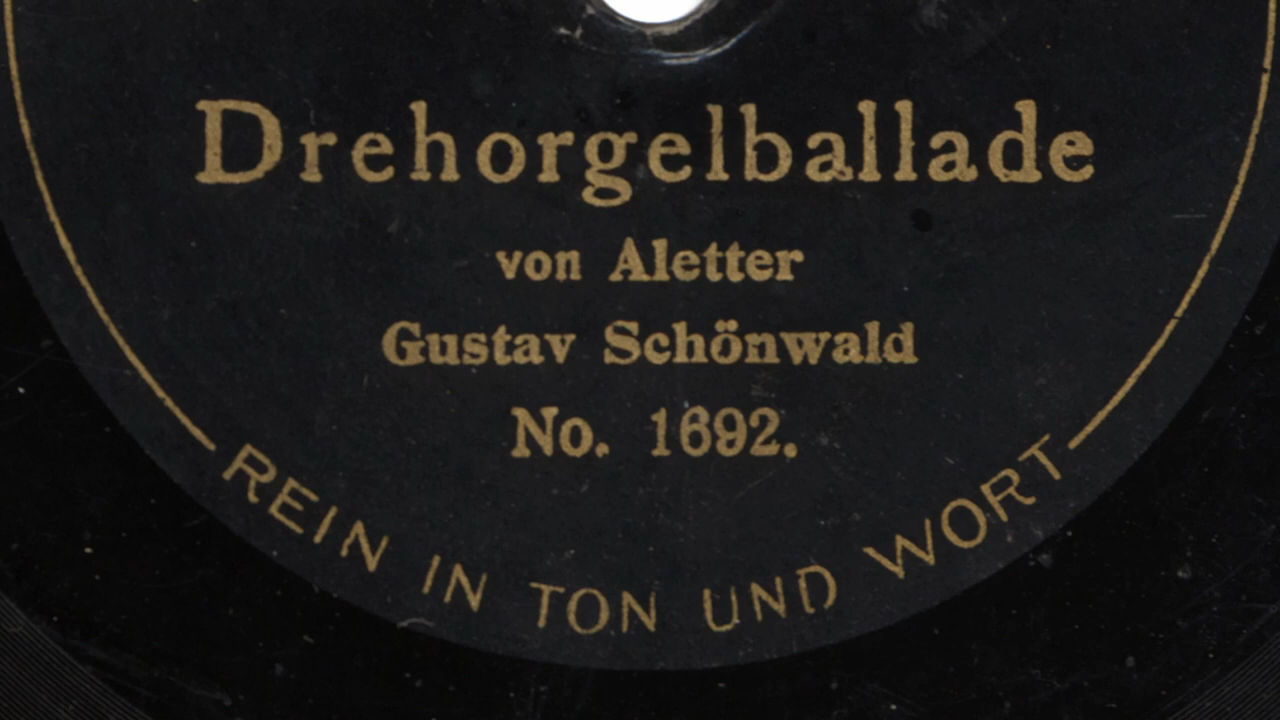 Drehorgelballade
von Aletter
Gustav Schönwald
No. 1692.
REIN IN TON UND WORT